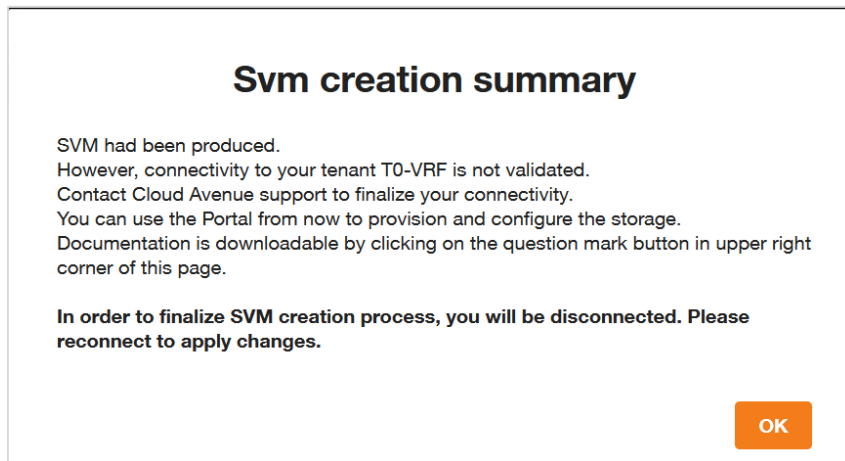 Svm creation summary
SVM had been produced.
However, connectivity to your tenant T0-VRF is not validated.
Contact Cloud Avenue support to finalize your connectivity.
You can use the Portal from now to provision and configure the storage.
Documentation is downloadable by clicking on the question mark button in upper right
corner of this page.
In order to finalize SVM creation process, you will be disconnected. Please
reconnect to apply changes.
OK